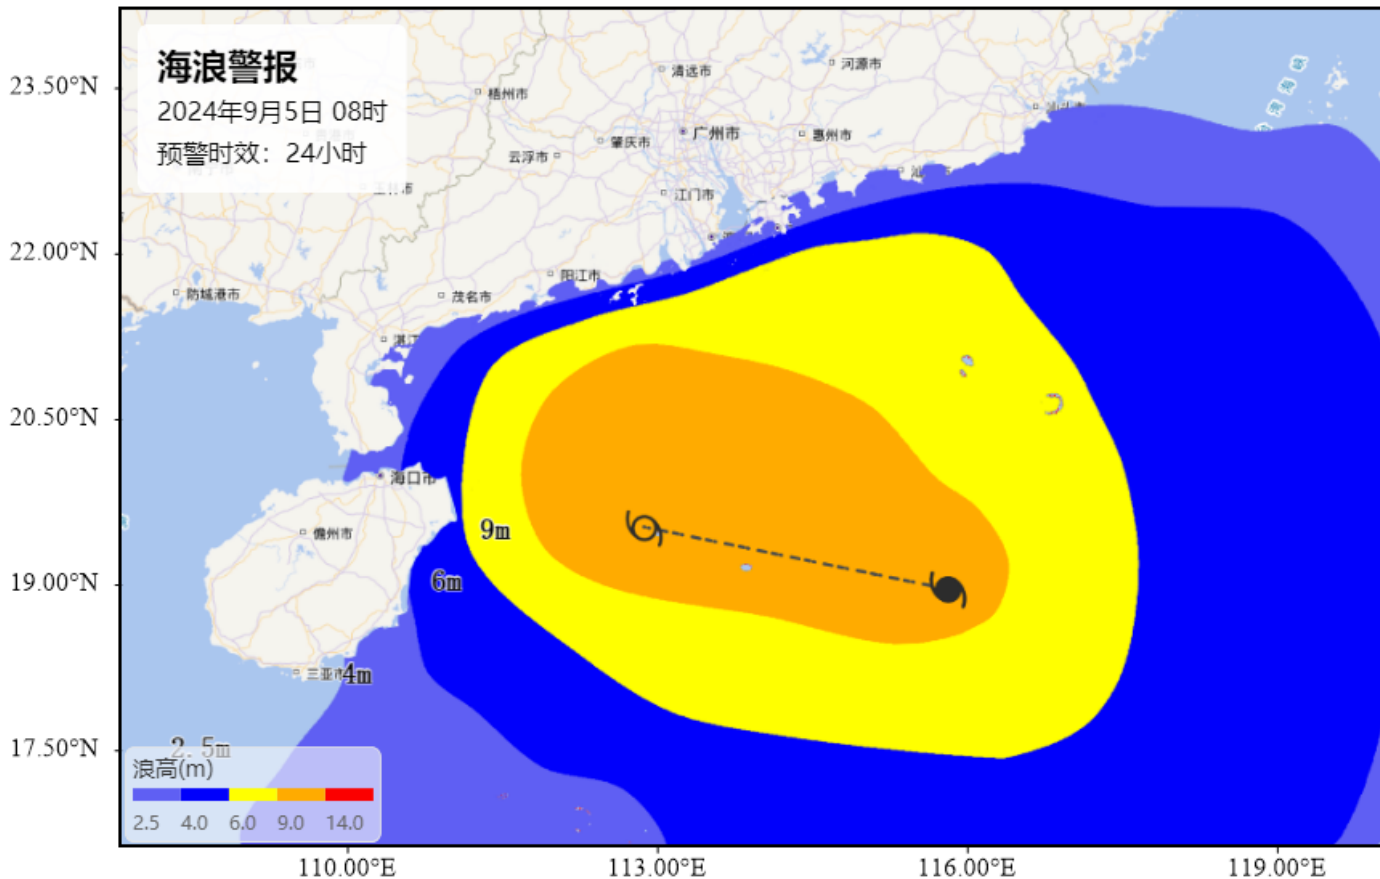 海浪警报
2024年9月5日 08时
预警时效：24小时
23.50°N
22.00°N
20.50°N
19.00°N
17.50°N
清远市
河源市
梧州市
广州市
惠州市
肇庆市
云浮市
江门市
阳江市
防城港市
茂名市
湛江
海口市
儋州市
三亚市
9m
6m
4m
2.5m
浪高(m)
2.5 4.0 6.0 9.0 14.0
110.00°E 113.00°E 116.00°E 119.00°E